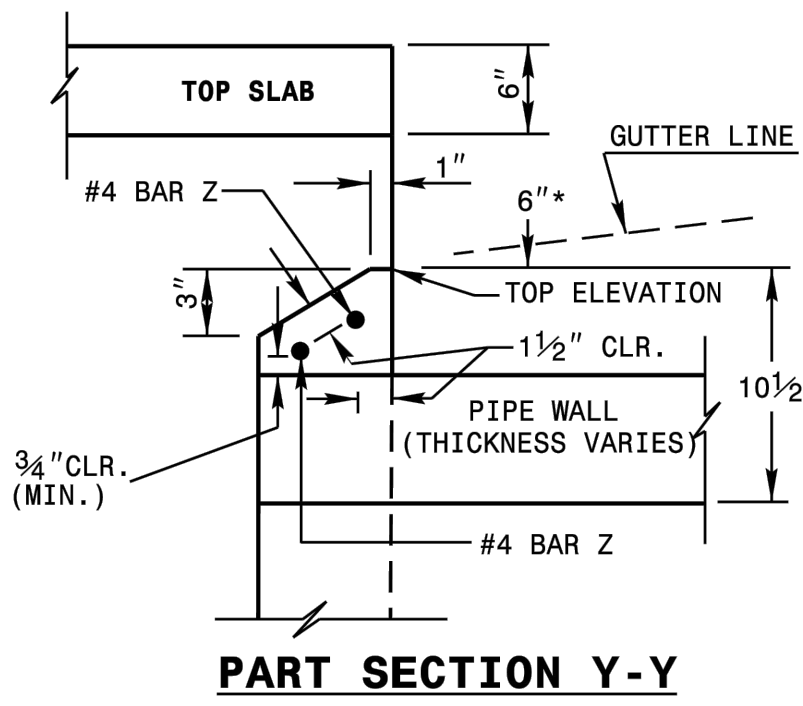 TOP SLAB
6"
GUTTER LINE
1"
#4 BAR Z
6"*
3"
TOP ELEVATION
1½" CLR.
10½
PIPE WALL
(THICKNESS VARIES)
¾" CLR.
(MIN.)
#4 BAR Z
PART SECTION Y-Y